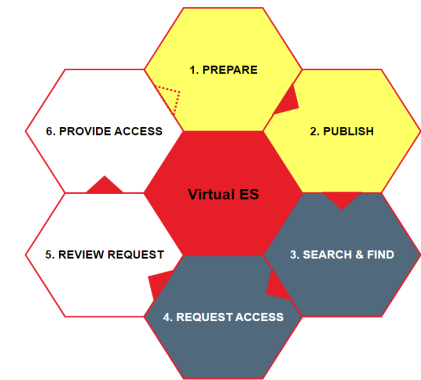 1. PREPARE
2. PUBLISH
3. SEARCH & FIND
4. REQUEST ACCESS
5. REVIEW REQUEST
6. PROVIDE ACCESS
Virtual ES